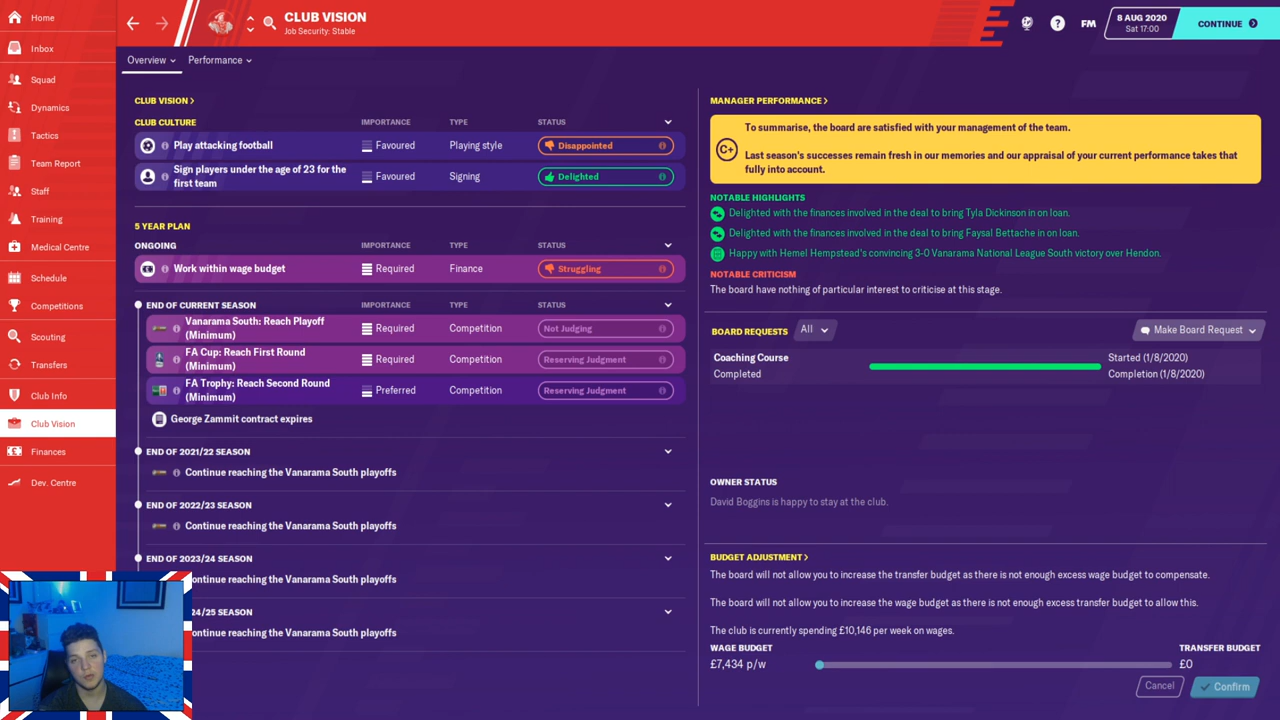 Home
Inbox
Squad
Dynamics
Tactics
Team Report
Staff
Training
Medical Centre
Schedule
Competitions
Scouting
Transfers
Club Info
Club Vision
Finances
Dev. Centre
CLUB VISION
Job Security: Stable
FM
8 AUG 2020
Sat 17:00
CONTINUE
Overview
Performance
CLUB VISION >
CLUB CULTURE IMPORTANCE TYPE STATUS
Play attacking football Favoured Playing style Disappointed
Sign players under the age of 23 for the
first team Favoured Signing Delighted
5 YEAR PLAN
ONGOING IMPORTANCE TYPE STATUS
Work within wage budget Required Finance Struggling
END OF CURRENT SEASON IMPORTANCE TYPE STATUS
Vanarama South: Reach Playoff
(Minimum) Required Competition Not Judging
FA Cup: Reach First Round
(Minimum) Required Competition Reserving Judgment
FA Trophy: Reach Second Round
(Minimum) Preferred Competition Reserving Judgment
George Zammit contract expires
END OF 2021/22 SEASON
Continue reaching the Vanarama South playoffs
END OF 2022/23 SEASON
Continue reaching the Vanarama South playoffs
END OF 2023/24 SEASON
ontinue reaching the Vanarama South playoffs
24/25 SEASON
ontinue reaching the Vanarama South playoffs
MANAGER PERFORMANCE >
C+
To summarise, the board are satisfied with your management of the team.
Last season's successes remain fresh in our memories and our appraisal of your current performance takes that
fully into account.
NOTABLE HIGHLIGHTS
Delighted with the finances involved in the deal to bring Tyla Dickinson in on loan.
Delighted with the finances involved in the deal to bring Faysal Bettache in on loan.
Happy with Hemel Hempstead's convincing 3-0 Vanarama National League South victory over Hendon.
NOTABLE CRITICISM
The board have nothing of particular interest to criticise at this stage.
BOARD REQUESTS All Make Board Request
Coaching Course Started (1/8/2020)
Completed Completion (1/8/2020)
OWNER STATUS
David Boggins is happy to stay at the club.
BUDGET ADJUSTMENT >
The board will not allow you to increase the transfer budget as there is not enough excess wage budget to compensate.
The board will not allow you to increase the wage budget as there is not enough excess transfer budget to allow this.
The club is currently spending £10,146 per week on wages.
WAGE BUDGET TRANSFER BUDGET
£7,434 p/w £0
Cancel Confirm